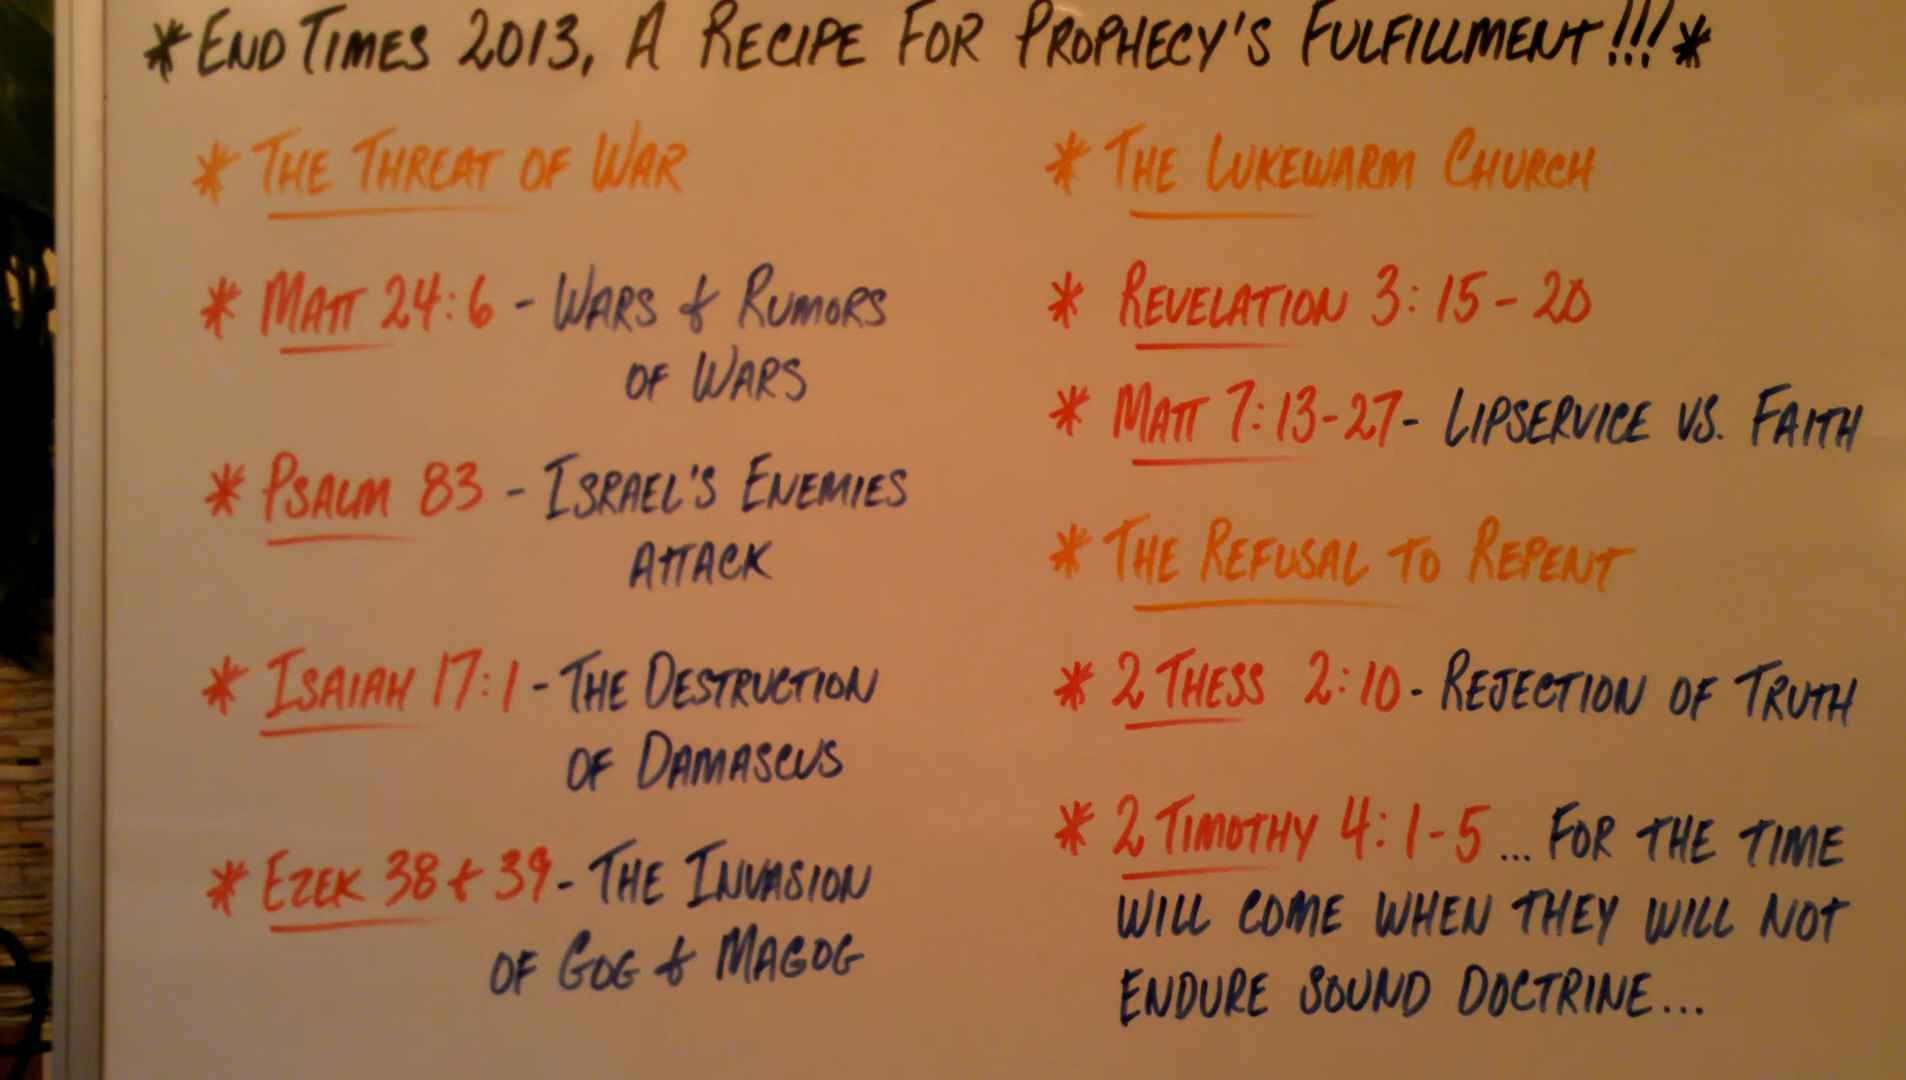 *END TIMES 2013, A RECIPE FOR PROPHECY'S FULFILLMENT!!!*
* THE THREAT OF WAR
* MATT 24:6 - WARS & RUMORS
OF WARS
* PSALM 83 - ISRAEL'S ENEMIES
ATTACK
* ISAIAH 17:1 - THE DESTRUCTION
OF DAMASCUS
* EZEK 38 & 39 - THE INVASION
OF GOG & MAGOG
* THE LUKEWARM CHURCH
* REVELATION 3:15-20
* MATT 7:13-27- LIPSERVICE VS. FAITH
* THE REFUSAL TO REPENT
* 2 THESS 2:10 - REJECTION OF TRUTH
* 2 TIMOTHY 4:1-5 ... FOR THE TIME
WILL COME WHEN THEY WILL NOT
ENDURE SOUND DOCTRINE...